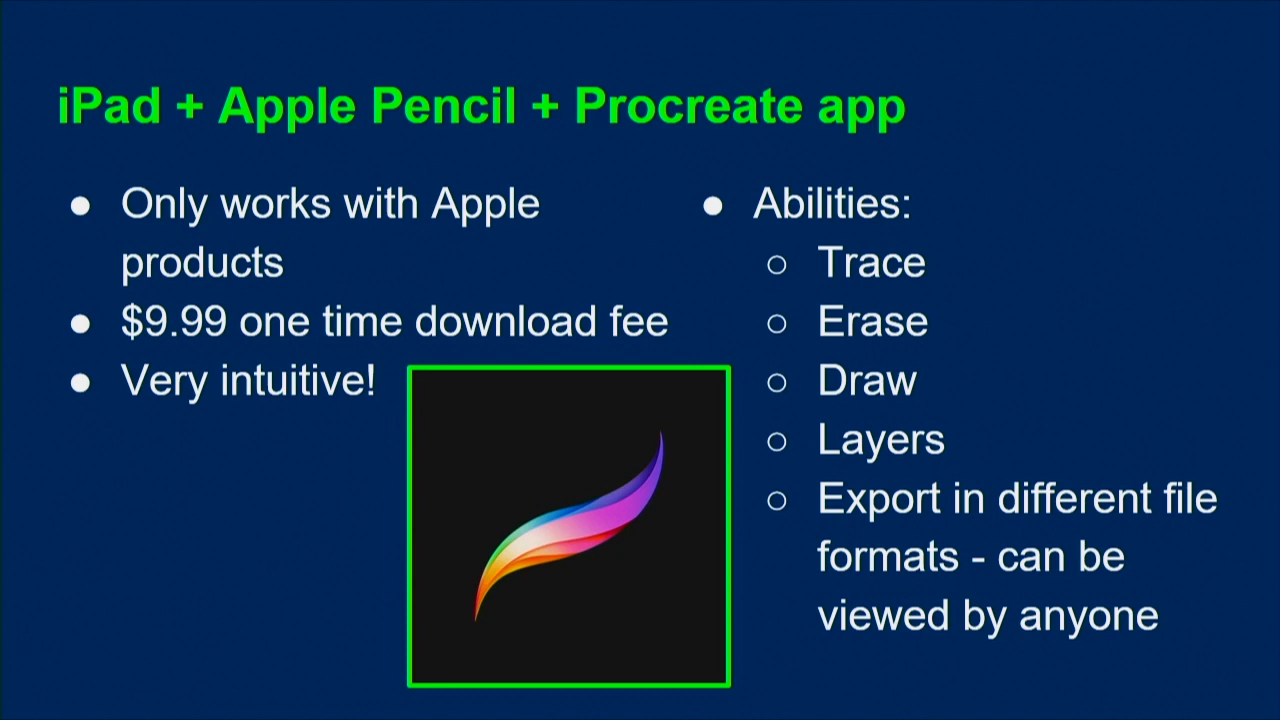 iPad + Apple Pencil + Procreate app
● Only works with Apple
products
● $9.99 one time download fee
● Very intuitive!
● Abilities:
○ Trace
○ Erase
○ Draw
○ Layers
○ Export in different file
formats - can be
viewed by anyone